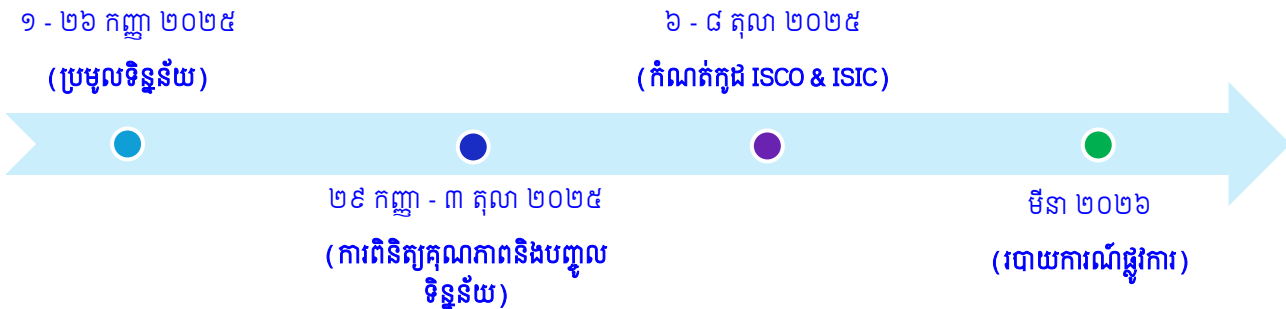 ១ - ២៦ កញ្ញា ២០២៥
(ប្រមូលទិន្នន័យ)
២៩ កញ្ញា - ៣ តុលា ២០២៥
(ការពិនិត្យគុណភាពនិងបញ្ចូល
ទិន្នន័យ)
៦ - ៨ តុលា ២០២៥
(កំណត់កូដ ISCO & ISIC)
មីនា ២០២៦
(របាយការណ៍ផ្លូវការ)